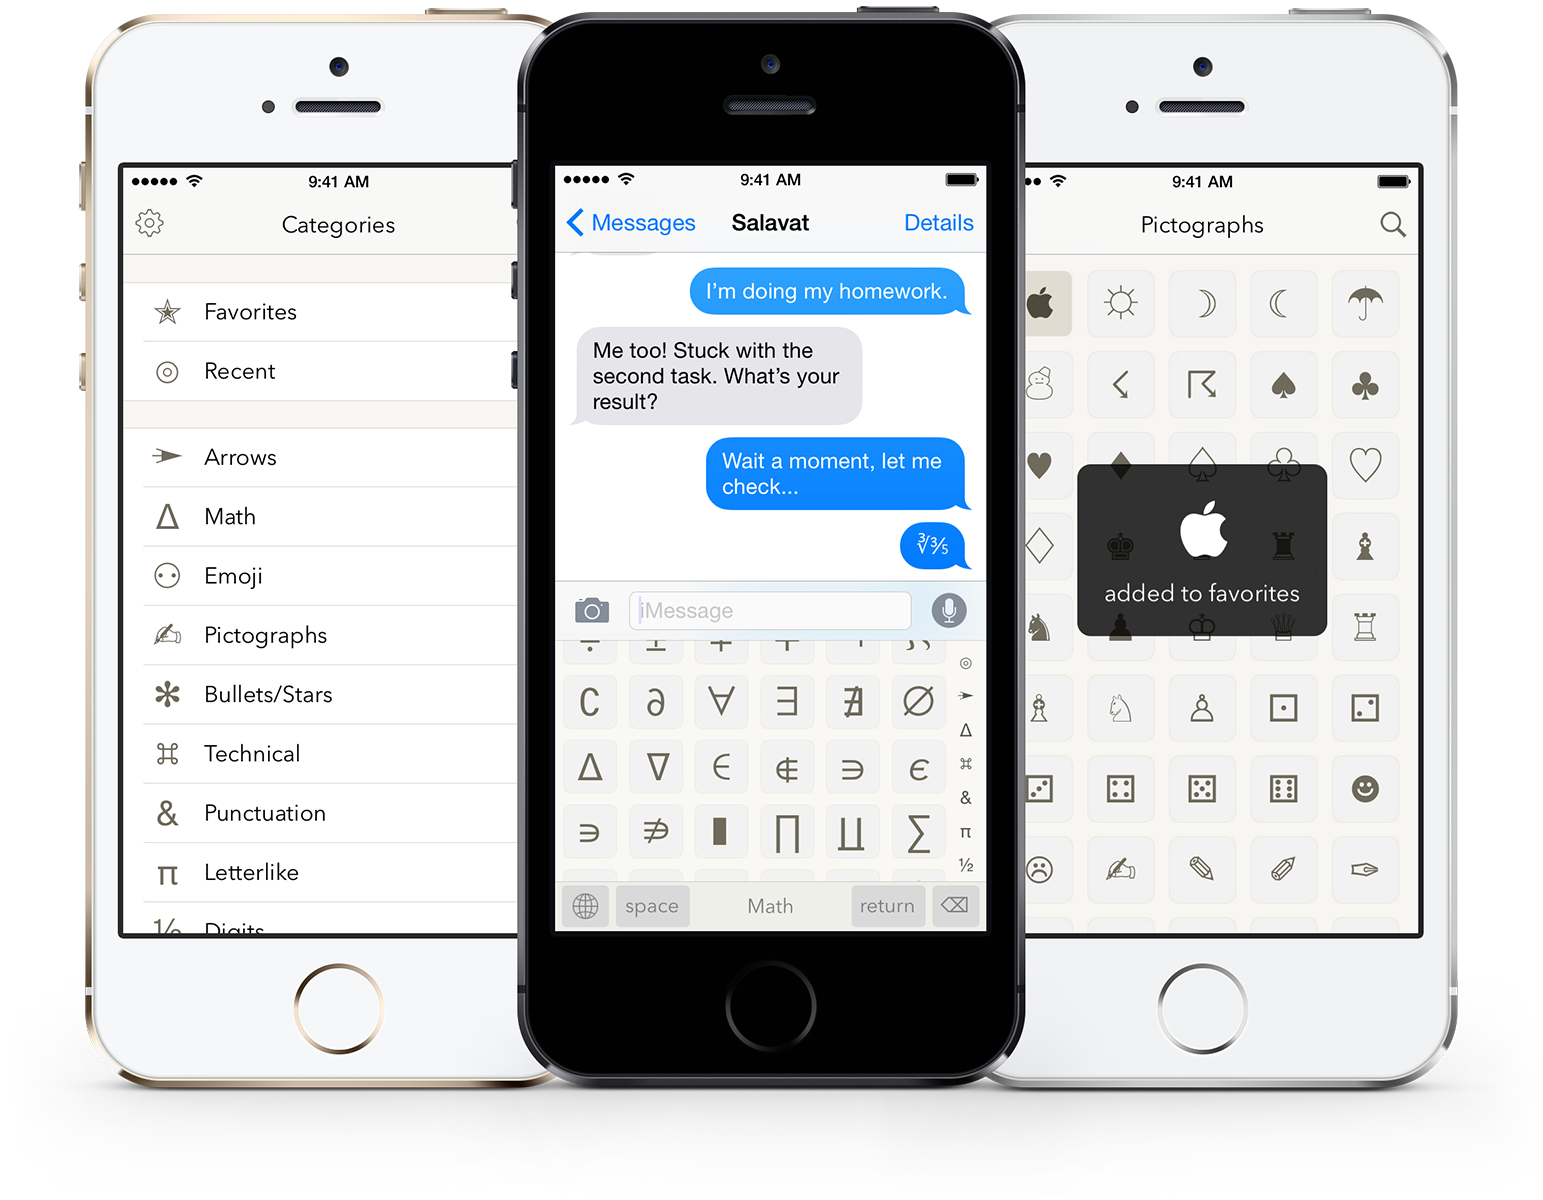 9:41 AM
Categories
Favorites
Recent
Arrows
Math
Emoji
Pictographs
Bullets/Stars
Technical
& Punctuation
π Letterlike
½ Digits
9:41 AM
Messages
Salavat
Details
I’m doing my homework.
Me too! Stuck with the
second task. What’s your
result?
Wait a moment, let me
check...
∛⅗
iMessage
∁ ∂ ∀ ∃ ∄ ∅
∆ ∇ ∈ ∉ ∋ ∊
∍ ∌ ∎ ∏ ∐ ∑
&
π
½
space
Math
return
9:41 AM
Pictographs
added to favorites